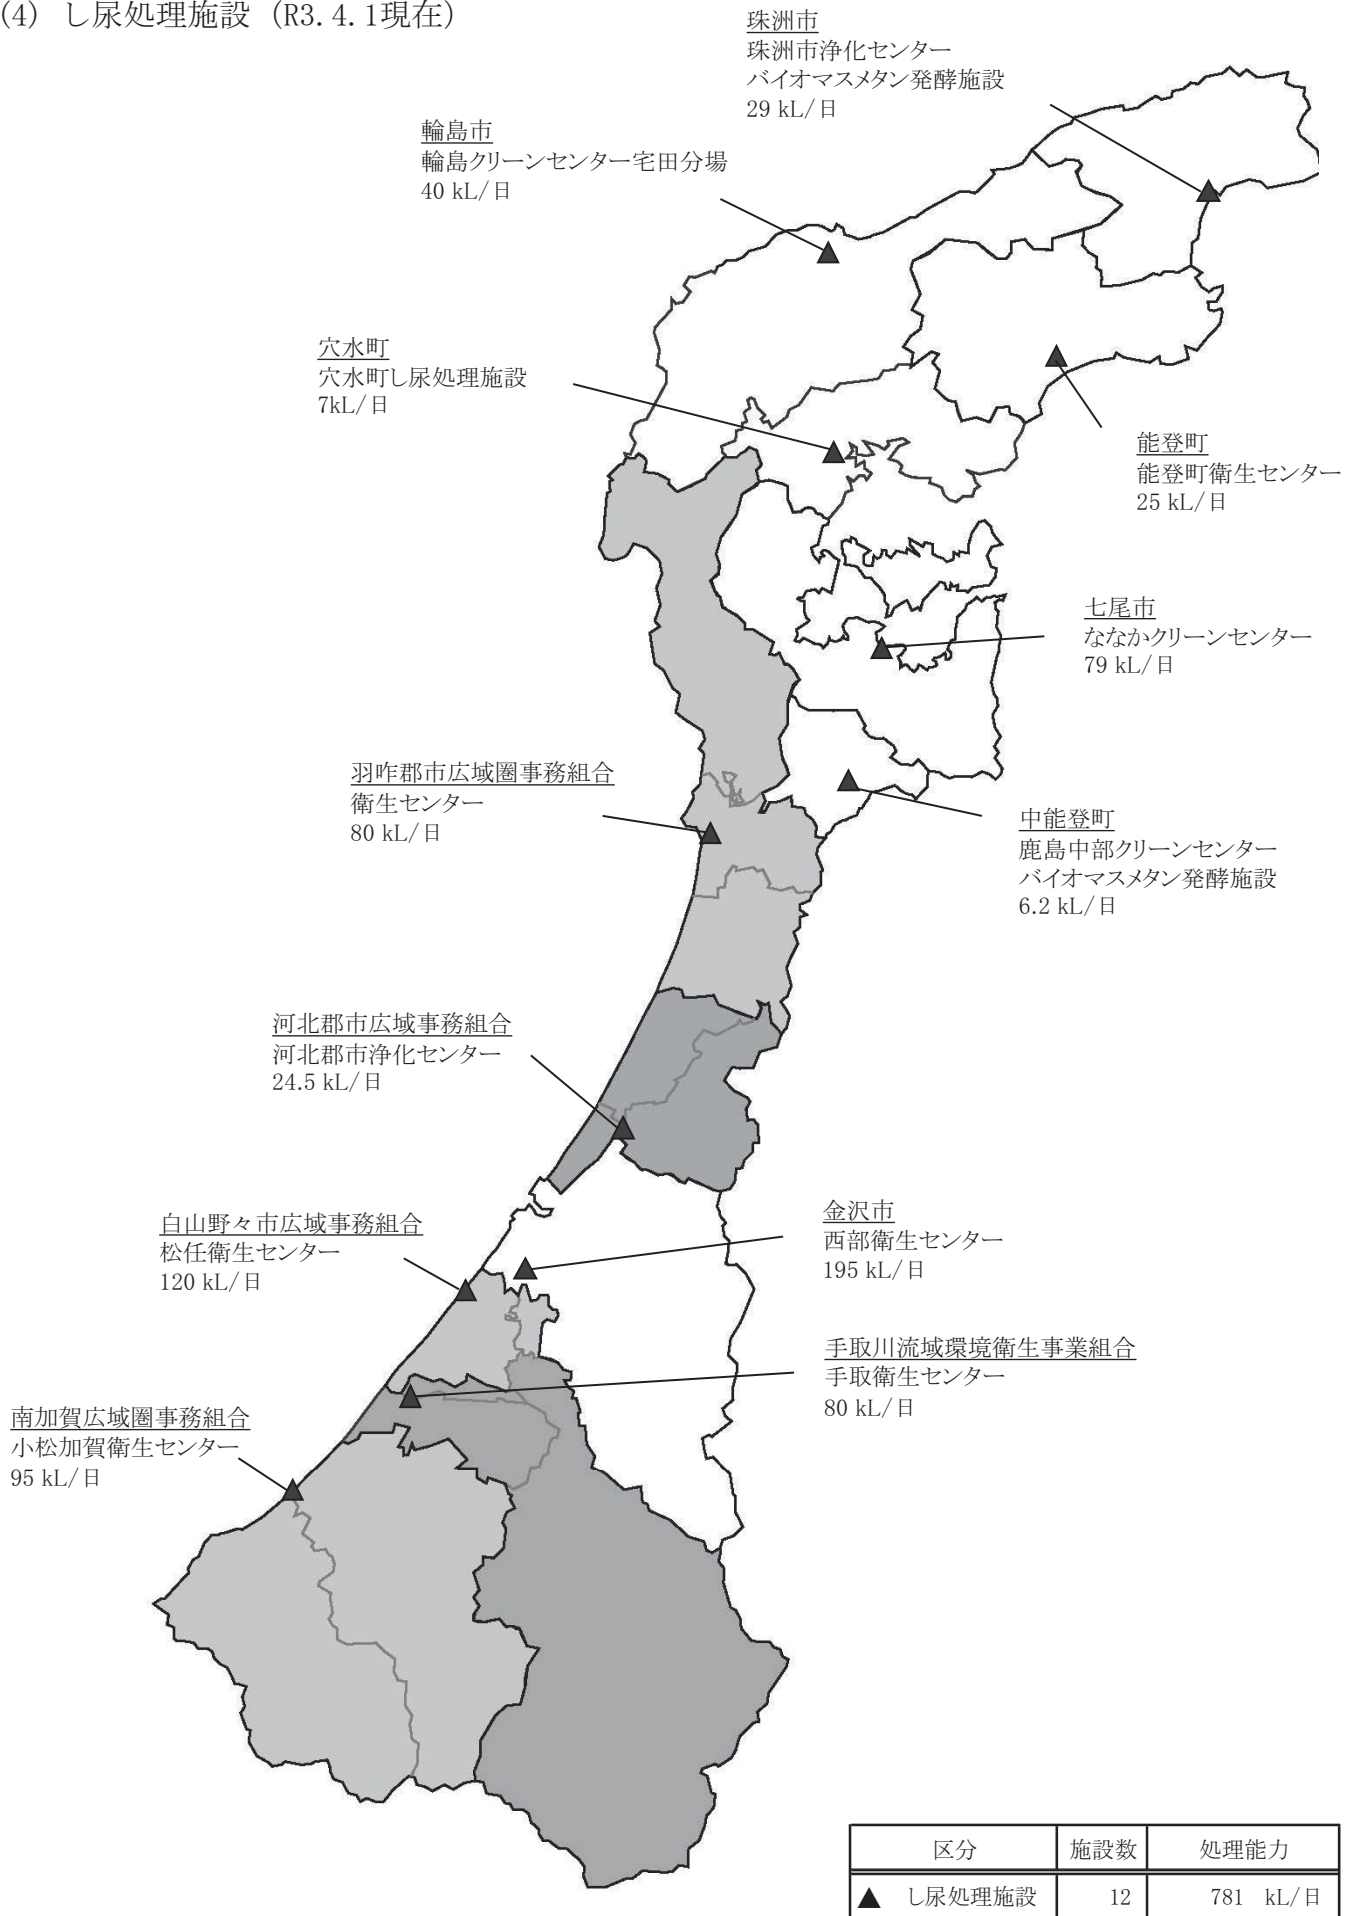 (4) し尿処理施設（R3.4.1現在）
珠洲市
珠洲市浄化センター
バイオマスメタン発酵施設
29 kL/日
輪島市
輪島クリーンセンター宅田分場
40 kL/日
穴水町
穴水町し尿処理施設
7kL/日
能登町
能登町衛生センター
25 kL/日
七尾市
ななかクリーンセンター
79 kL/日
羽咋郡市広域圏事務組合
衛生センター
80 kL/日
中能登町
鹿島中部クリーンセンター
バイオマスメタン発酵施設
6.2 kL/日
河北郡市広域事務組合
河北郡市浄化センター
24.5 kL/日
白山野々市広域事務組合
松任衛生センター
120 kL/日
金沢市
西部衛生センター
195 kL/日
手取川流域環境衛生事業組合
手取衛生センター
80 kL/日
南加賀広域圏事務組合
小松加賀衛生センター
95 kL/日
区分 施設数 処理能力
▲ し尿処理施設 12 781 kL/日